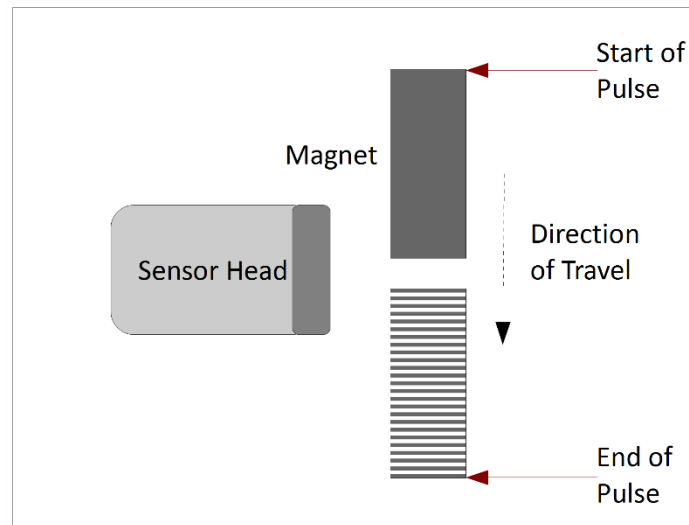 Start of
Pulse
Magnet
Sensor Head
Direction
of Travel
End of
Pulse